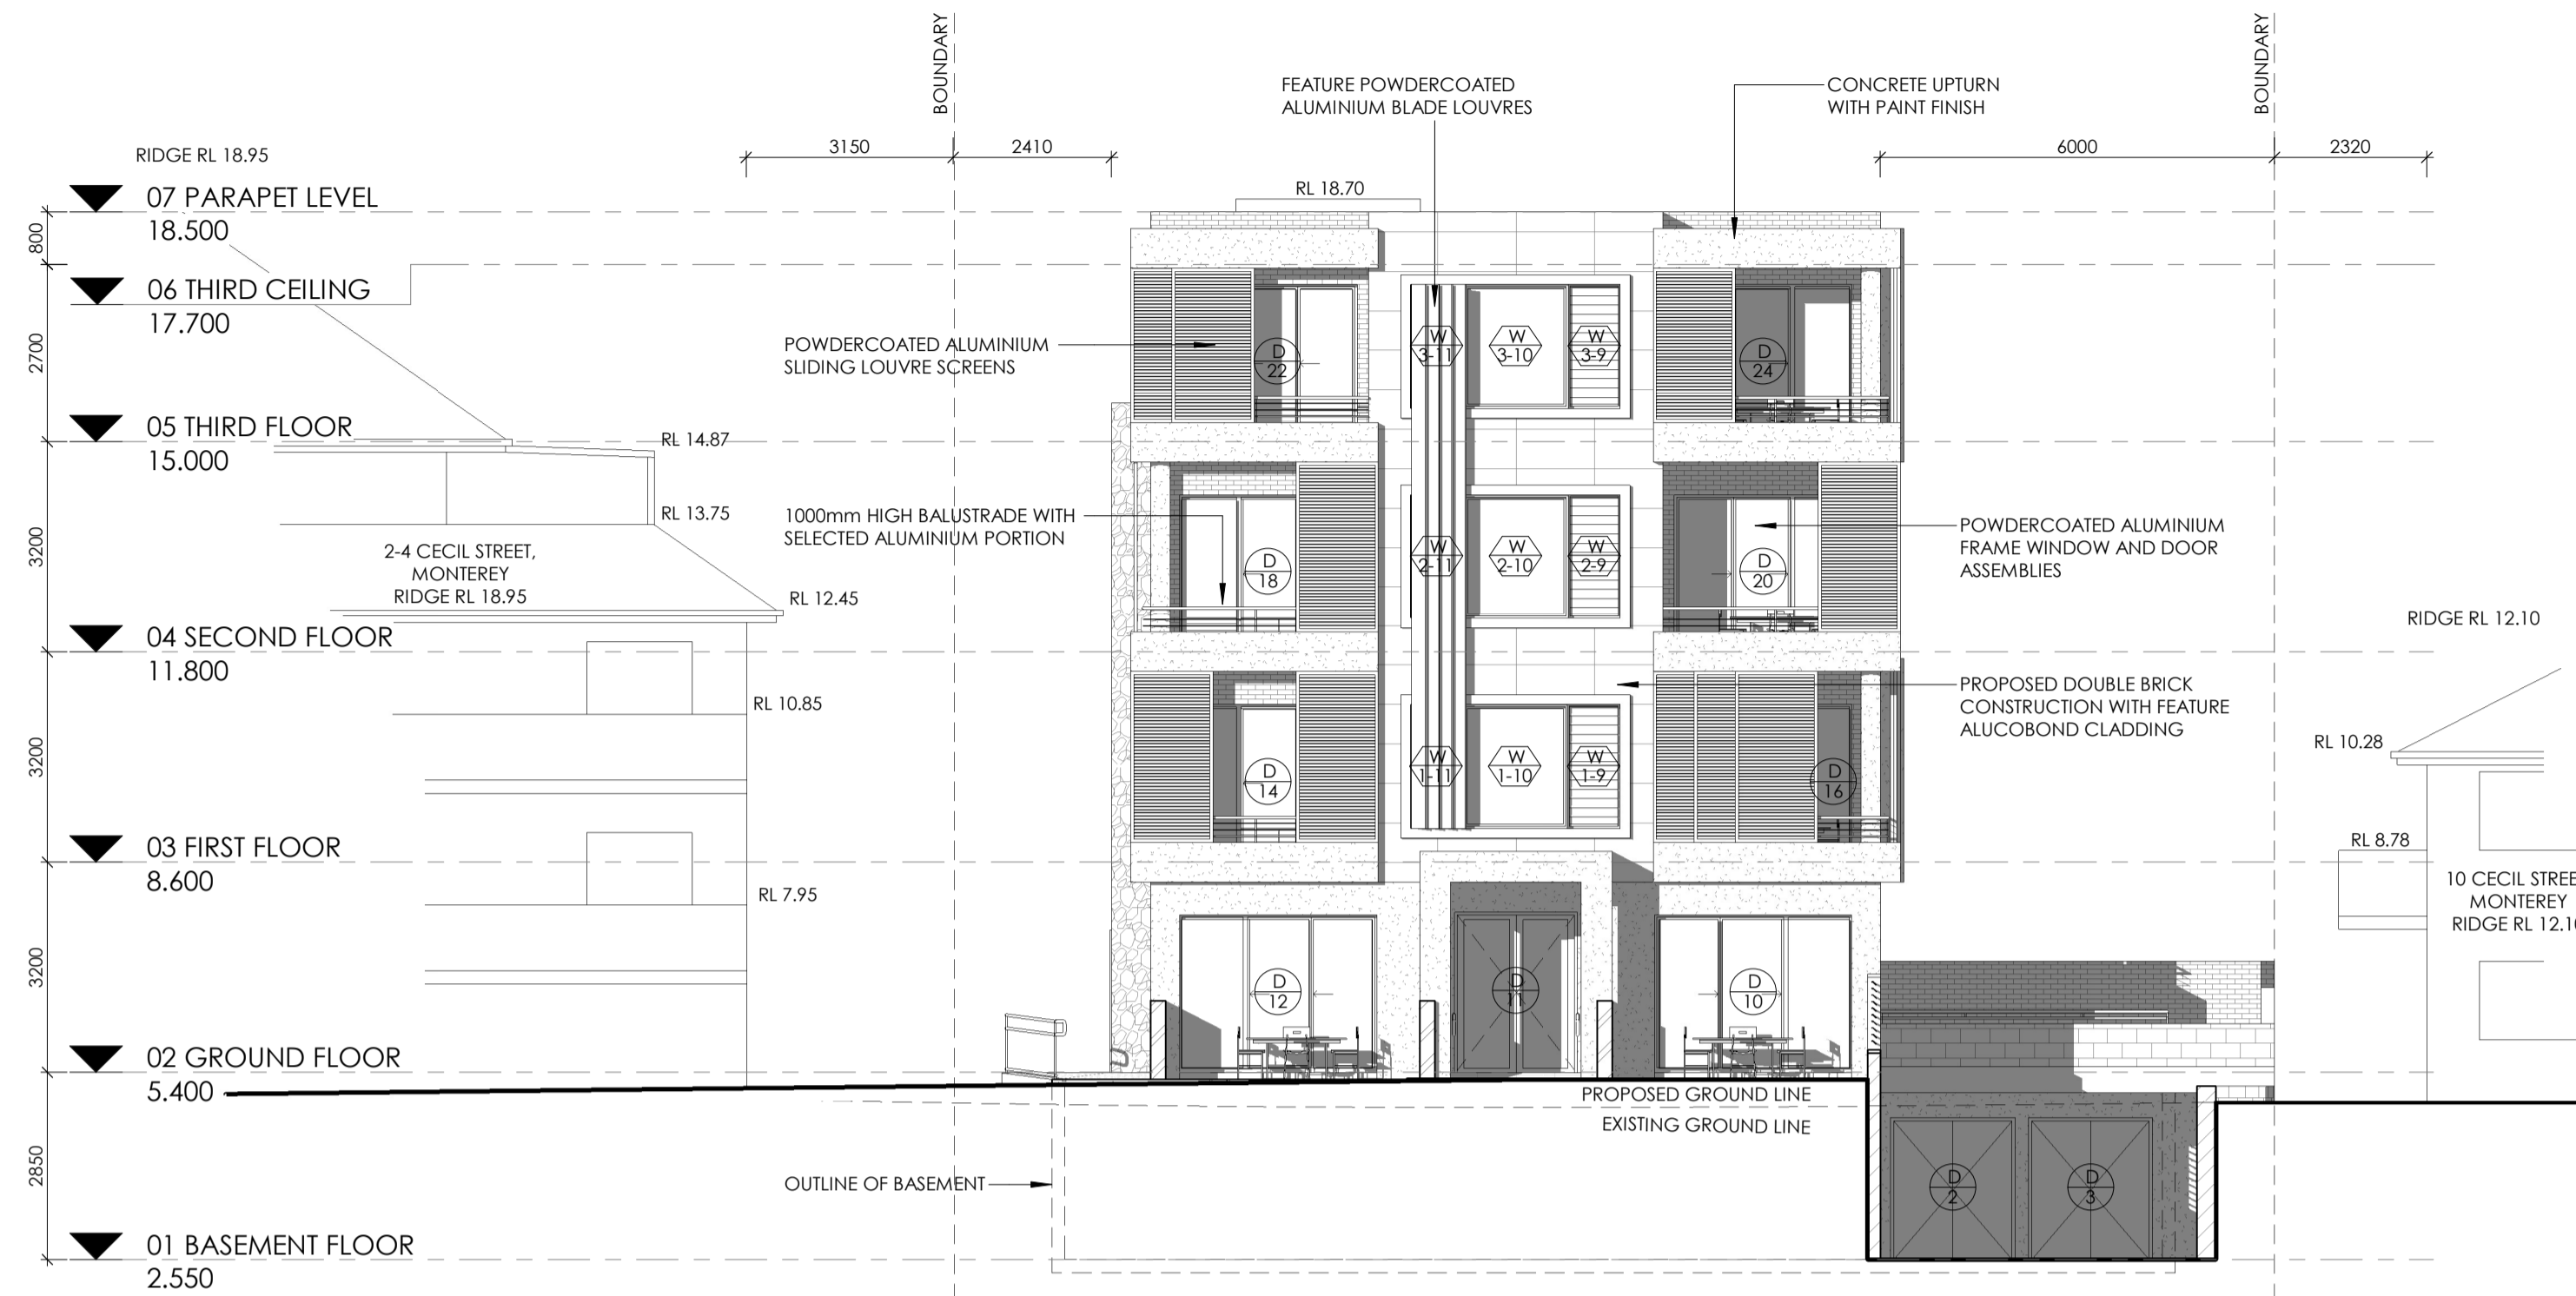 BOUNDARY
BOUNDARY
FEATURE POWDERCOATED
ALUMINIUM BLADE LOUVRES
CONCRETE UPTURN
WITH PAINT FINISH
3150
2410
6000
2320
RIDGE RL 18.95
RL 18.70
07 PARAPET LEVEL
18.500
800
06 THIRD CEILING
17.700
2700
POWDERCOATED ALUMINIUM
SLIDING LOUVRE SCREENS
D
22
W
3-11
W
3-10
W
3-9
D
24
05 THIRD FLOOR
15.000
RL 14.87
RL 13.75
3200
2-4 CECIL STREET,
MONTEREY
RIDGE RL 18.95
1000mm HIGH BALUSTRADE WITH
SELECTED ALUMINIUM PORTION
D
18
W
2-11
W
2-10
W
2-9
D
20
POWDERCOATED ALUMINIUM
FRAME WINDOW AND DOOR
ASSEMBLIES
RL 12.45
RIDGE RL 12.10
04 SECOND FLOOR
11.800
RL 10.85
3200
PROPOSED DOUBLE BRICK
CONSTRUCTION WITH FEATURE
ALUCOBOND CLADDING
D
14
W
1-11
W
1-10
W
1-9
D
16
RL 10.28
RL 8.78
03 FIRST FLOOR
8.600
RL 7.95
10 CECIL STREE
MONTEREY
RIDGE RL 12.10
3200
D
12
D
11
D
10
02 GROUND FLOOR
5.400
PROPOSED GROUND LINE
EXISTING GROUND LINE
2850
OUTLINE OF BASEMENT
D
2
D
3
01 BASEMENT FLOOR
2.550